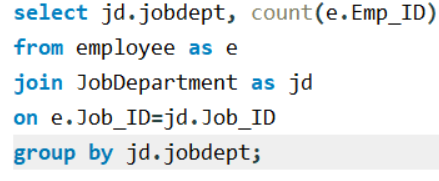 select jd.jobdept, count(e.Emp_ID)
from employee as e
join JobDepartment as jd
on e.Job_ID=jd.Job_ID
group by jd.jobdept;